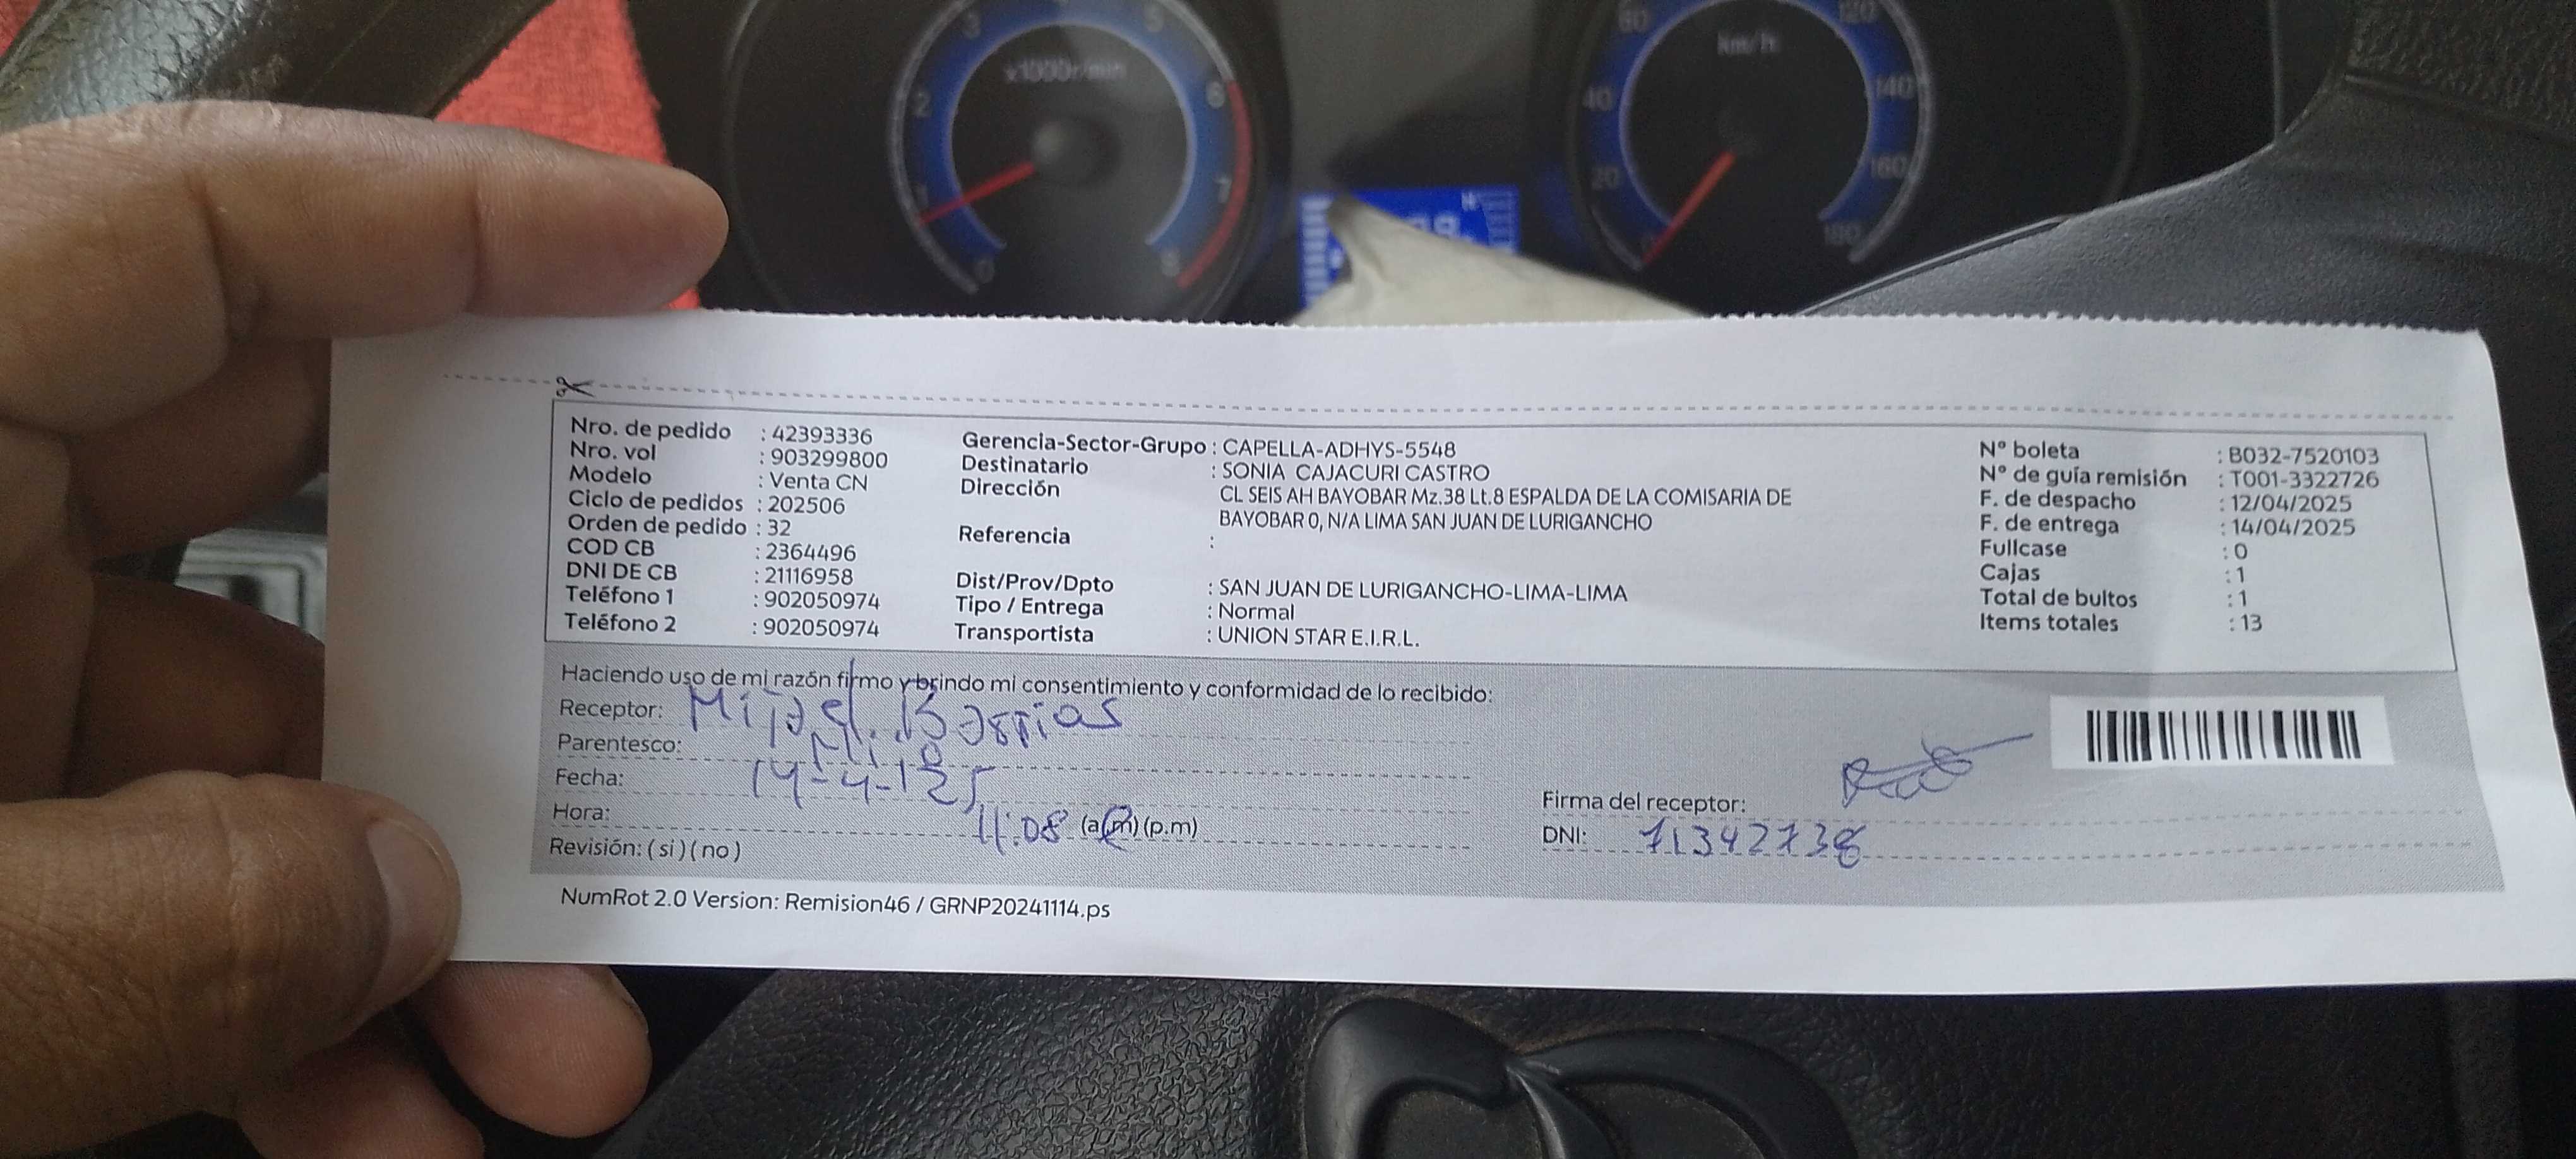 x1000r/min
km/h
Nro. de pedido : 42393336
Nro. vol : 903299800
Modelo : Venta CN
Ciclo de pedidos : 202506
Orden de pedido : 32
COD CB : 2364496
DNI DE CB : 21116958
Teléfono 1 : 902050974
Teléfono 2 : 902050974
Gerencia-Sector-Grupo : CAPELLA-ADHYS-5548
Destinatario : SONIA CAJACURI CASTRO
Dirección CL SEIS AH BAYOBAR Mz.38 Lt.8 ESPALDA DE LA COMISARIA DE
BAYOBAR 0, N/A LIMA SAN JUAN DE LURIGANCHO
Referencia :
Dist/Prov/Dpto : SAN JUAN DE LURIGANCHO-LIMA-LIMA
Tipo / Entrega : Normal
Transportista : UNION STAR E.I.R.L.
N° boleta : B032-7520103
N° de guía remisión : T001-3322726
F. de despacho : 12/04/2025
F. de entrega : 14/04/2025
Fullcase : 0
Cajas : 1
Total de bultos : 1
Items totales : 13
Haciendo uso de mi razón firmo y brindo mi consentimiento y conformidad de lo recibido:
Receptor:
Parentesco:
Fecha: 14-4-125
Hora: 11:08 (a.m) (p.m)
Revisión: ( si ) ( no )
Firma del receptor:
DNI: 71342738
NumRot 2.0 Version: Remision46 / GRNP20241114.ps